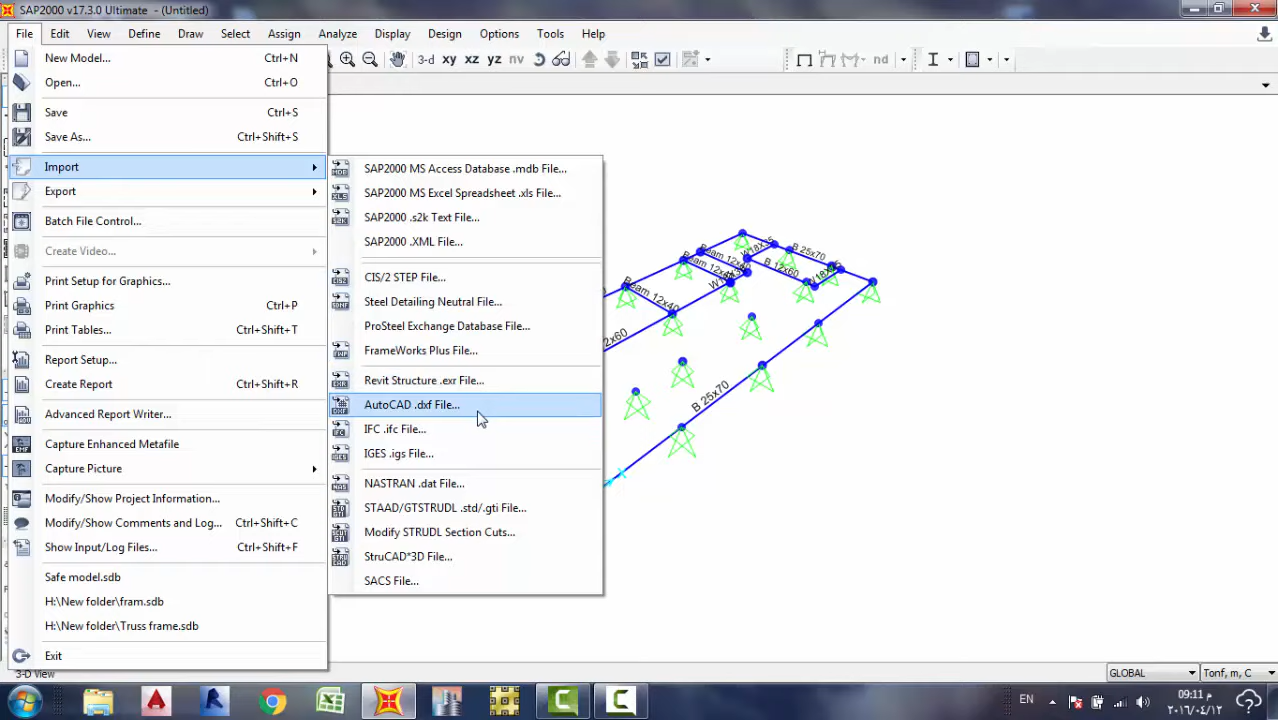 SAP2000 v17.3.0 Ultimate - (Untitled)
File Edit View Define Draw Select Assign Analyze Display Design Options Tools Help
New Model... Ctrl+N
Open... Ctrl+O
Save Ctrl+S
Save As... Ctrl+Shift+S
Import
Export
Batch File Control...
Create Video...
Print Setup for Graphics...
Print Graphics Ctrl+P
Print Tables... Ctrl+Shift+T
Report Setup...
Create Report Ctrl+Shift+R
Advanced Report Writer...
Capture Enhanced Metafile
Capture Picture
Modify/Show Project Information...
Modify/Show Comments and Log... Ctrl+Shift+C
Show Input/Log Files... Ctrl+Shift+F
Safe model.sdb
H:\New folder\fram.sdb
H:\New folder\Truss frame.sdb
Exit
SAP2000 MS Access Database .mdb File...
SAP2000 MS Excel Spreadsheet .xls File...
SAP2000 .s2k Text File...
SAP2000 .XML File...
CIS/2 STEP File...
Steel Detailing Neutral File...
ProSteel Exchange Database File...
FrameWorks Plus File...
Revit Structure .exr File...
AutoCAD .dxf File...
IFC .ifc File...
IGES .igs File...
NASTRAN .dat File...
STAAD/GTSTRUDL .std/.gti File...
Modify STRUDL Section Cuts...
StruCAD*3D File...
SACS File...
3-d xy xz yz nv
nd
B 25x70
W18x35
Beam 12x40
B 12x60
Beam 12x40
2x60
B 25x70
3-D View
GLOBAL
Tonf, m, C
EN
09:11 م
٢٠١٦/٠٤/١٢